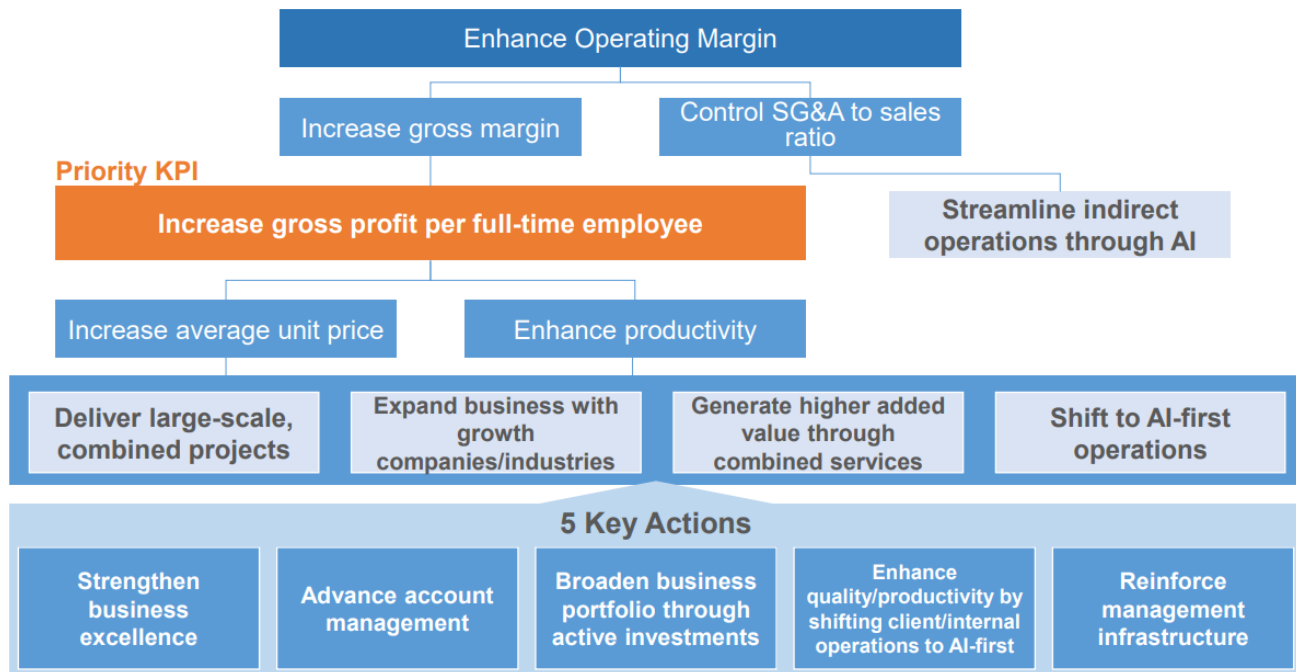 Enhance Operating Margin
Increase gross margin
Control SG&A to sales
ratio
Priority KPI
Increase gross profit per full-time employee
Streamline indirect
operations through AI
Increase average unit price
Enhance productivity
Deliver large-scale,
combined projects
Expand business with
growth
companies/industries
Generate higher added
value through
combined services
Shift to AI-first
operations
5 Key Actions
Strengthen
business
excellence
Advance account
management
Broaden business
portfolio through
active investments
Enhance
quality/productivity by
shifting client/internal
operations to AI-first
Reinforce
management
infrastructure